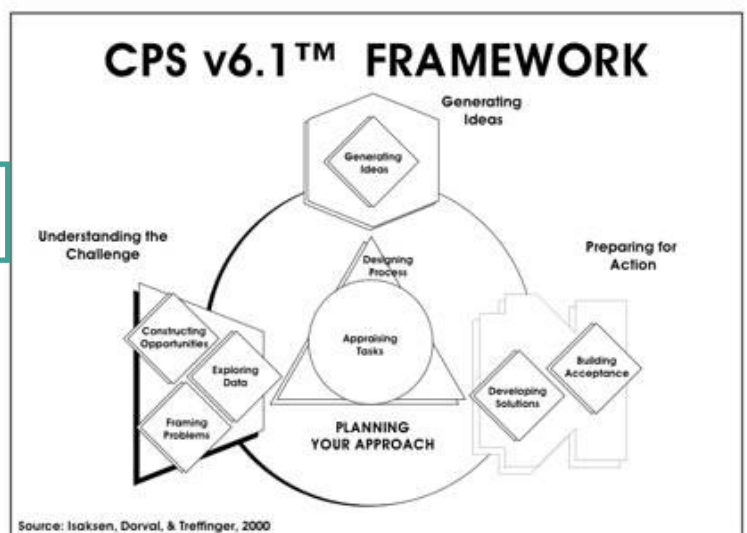 CPS v6.1™ FRAMEWORK
Generating
Ideas
Generating
Ideas
Understanding the
Challenge
Preparing for
Action
Designing
Process
Appraising
Tasks
Constructing
Opportunities
Exploring
Data
Framing
Problems
Building
Acceptance
Developing
Solutions
PLANNING
YOUR APPROACH
Source: Isaksen, Dorval, & Treffinger, 2000